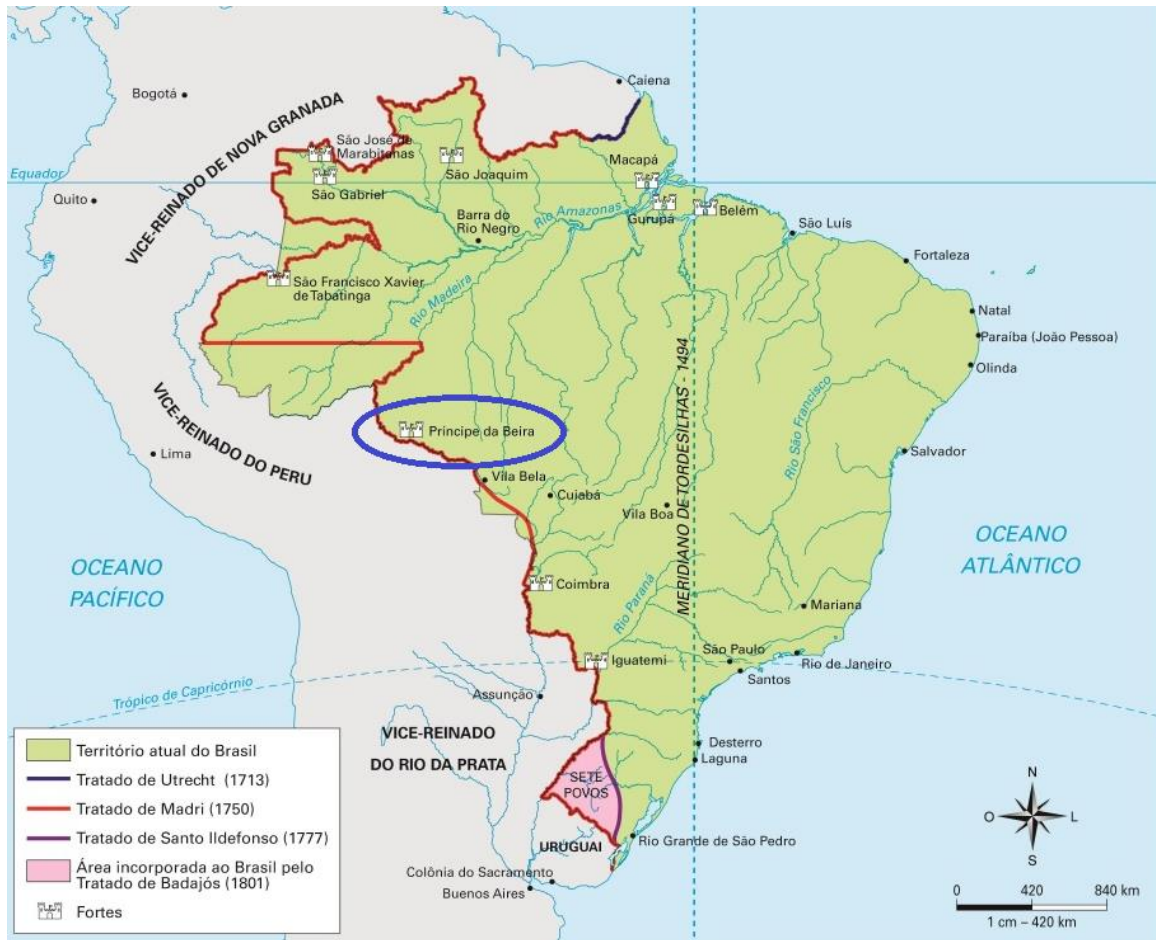 Caiena
Bogotá
VICE-REINADO DE NOVA GRANADA
São José de
Marabitanas
São Joaquim
Macapá
Equador
São Gabriel
Quito
Gurupá
Belém
Barra do
Rio Negro
Rio Amazonas
São Luís
Fortaleza
São Francisco Xavier
de Tabatinga
Rio Madeira
Natal
Paraíba (João Pessoa)
Olinda
MERIDIANO DE TORDESILHAS - 1494
Rio São Francisco
VICE-REINADO DO PERU
Príncipe da Beira
Lima
Salvador
Vila Bela
Cuiabá
Vila Boa
OCEANO
PACÍFICO
OCEANO
ATLÂNTICO
Coimbra
Rio Paraná
Mariana
São Paulo
Rio de Janeiro
Iguatemi
Santos
Trópico de Capricórnio
Assunção
VICE-REINADO
DO RIO DA PRATA
Desterro
Laguna
SETE
POVOS
URUGUAI
Rio Grande de São Pedro
Colônia do Sacramento
Buenos Aires
Território atual do Brasil
Tratado de Utrecht (1713)
Tratado de Madri (1750)
Tratado de Santo Ildefonso (1777)
Área incorporada ao Brasil pelo
Tratado de Badajós (1801)
Fortes
N
O
L
S
0 420 840 km
1 cm – 420 km